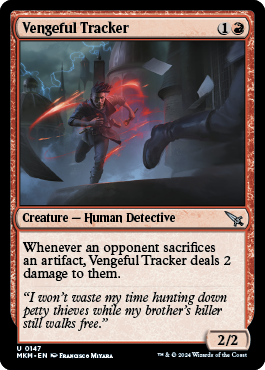 Vengeful Tracker 1
Creature — Human Detective
Whenever an opponent sacrifices
an artifact, Vengeful Tracker deals 2
damage to them.
“I won’t waste my time hunting down
petty thieves while my brother’s killer
still walks free.”
2/2
U 0147
MKM • EN Francisco Miyara
™ & © 2024 Wizards of the Coast